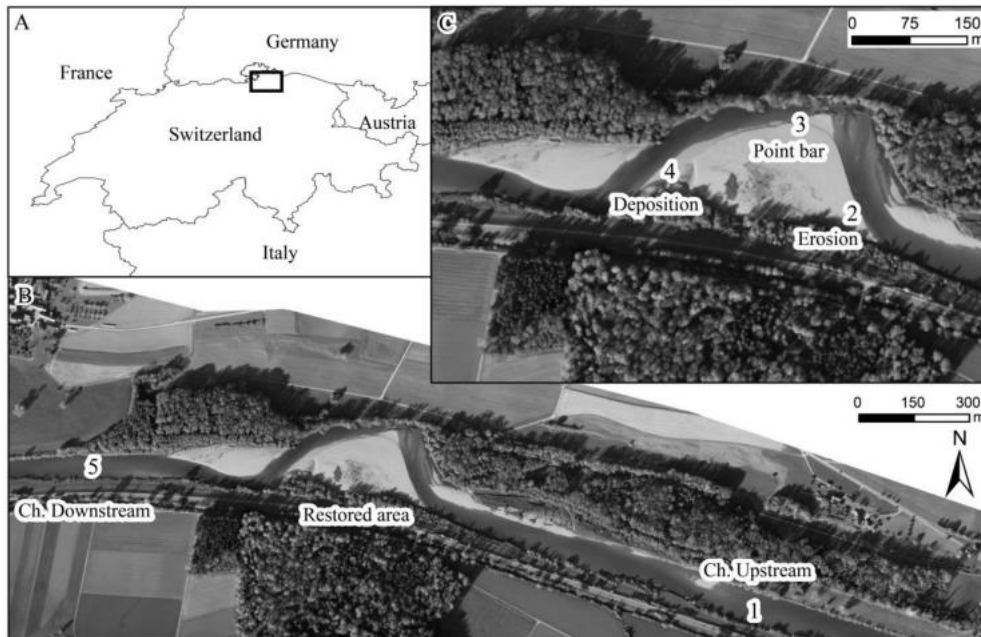 A
Germany
France
Switzerland
Austria
Italy
C
0 75 150
m
3
Point bar
4
Deposition
2
Erosion
B
0 150 300
m
N
5
Ch. Downstream
Restored area
Ch. Upstream
1